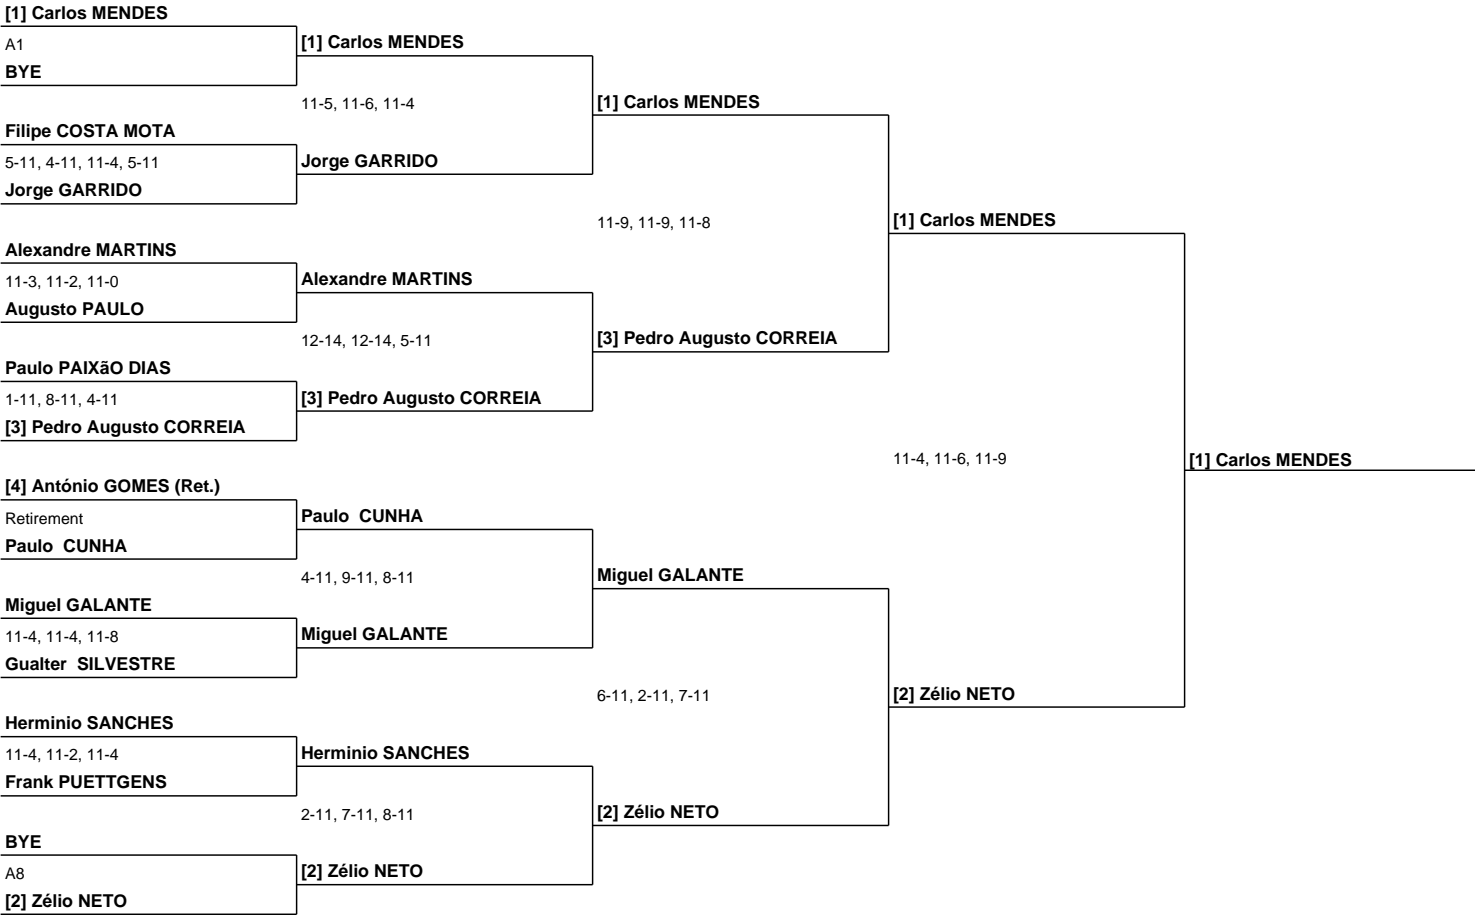 [1] Carlos MENDES
A1
[1] Carlos MENDES
BYE
11-5, 11-6, 11-4
[1] Carlos MENDES
Filipe COSTA MOTA
5-11, 4-11, 11-4, 5-11
Jorge GARRIDO
Jorge GARRIDO
11-9, 11-9, 11-8
[1] Carlos MENDES
Alexandre MARTINS
11-3, 11-2, 11-0
Alexandre MARTINS
Augusto PAULO
12-14, 12-14, 5-11
[3] Pedro Augusto CORREIA
Paulo PAIXãO DIAS
1-11, 8-11, 4-11
[3] Pedro Augusto CORREIA
[3] Pedro Augusto CORREIA
11-4, 11-6, 11-9
[1] Carlos MENDES
[4] António GOMES (Ret.)
Retirement
Paulo  CUNHA
Paulo  CUNHA
4-11, 9-11, 8-11
Miguel GALANTE
Miguel GALANTE
11-4, 11-4, 11-8
Miguel GALANTE
Gualter  SILVESTRE
6-11, 2-11, 7-11
[2] Zélio NETO
Herminio SANCHES
11-4, 11-2, 11-4
Herminio SANCHES
Frank PUETTGENS
2-11, 7-11, 8-11
[2] Zélio NETO
BYE
A8
[2] Zélio NETO
[2] Zélio NETO